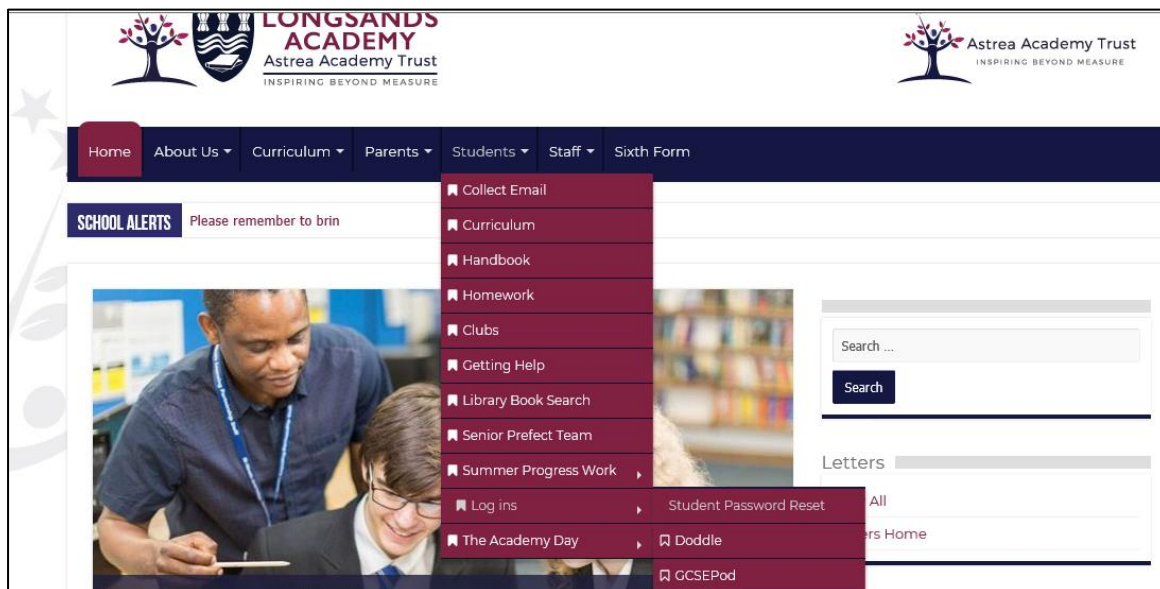 LONGSANDS
ACADEMY
Astrea Academy Trust
INSPIRING BEYOND MEASURE
Astrea Academy Trust
INSPIRING BEYOND MEASURE
Home About Us Curriculum Parents Students Staff Sixth Form
Collect Email
SCHOOL ALERTS Please remember to brin
Curriculum
Handbook
Homework
Clubs
Getting Help
Library Book Search
Senior Prefect Team
Summer Progress Work
Log ins
The Academy Day
Student Password Reset
Doddle
GCSEPod
Search ...
Search
Letters
All
ers Home